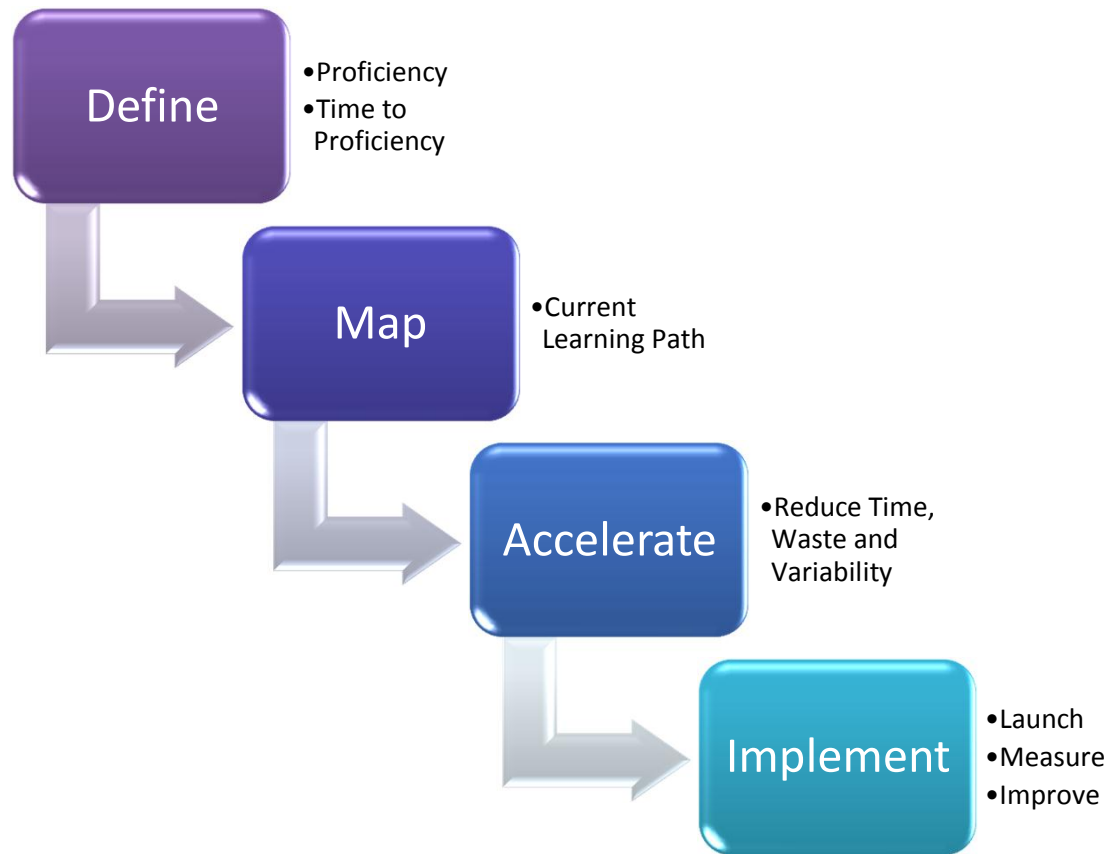 Define
•Proficiency
•Time to
Proficiency
Map
•Current
Learning Path
Accelerate
•Reduce Time,
Waste and
Variability
Implement
•Launch
•Measure
•Improve